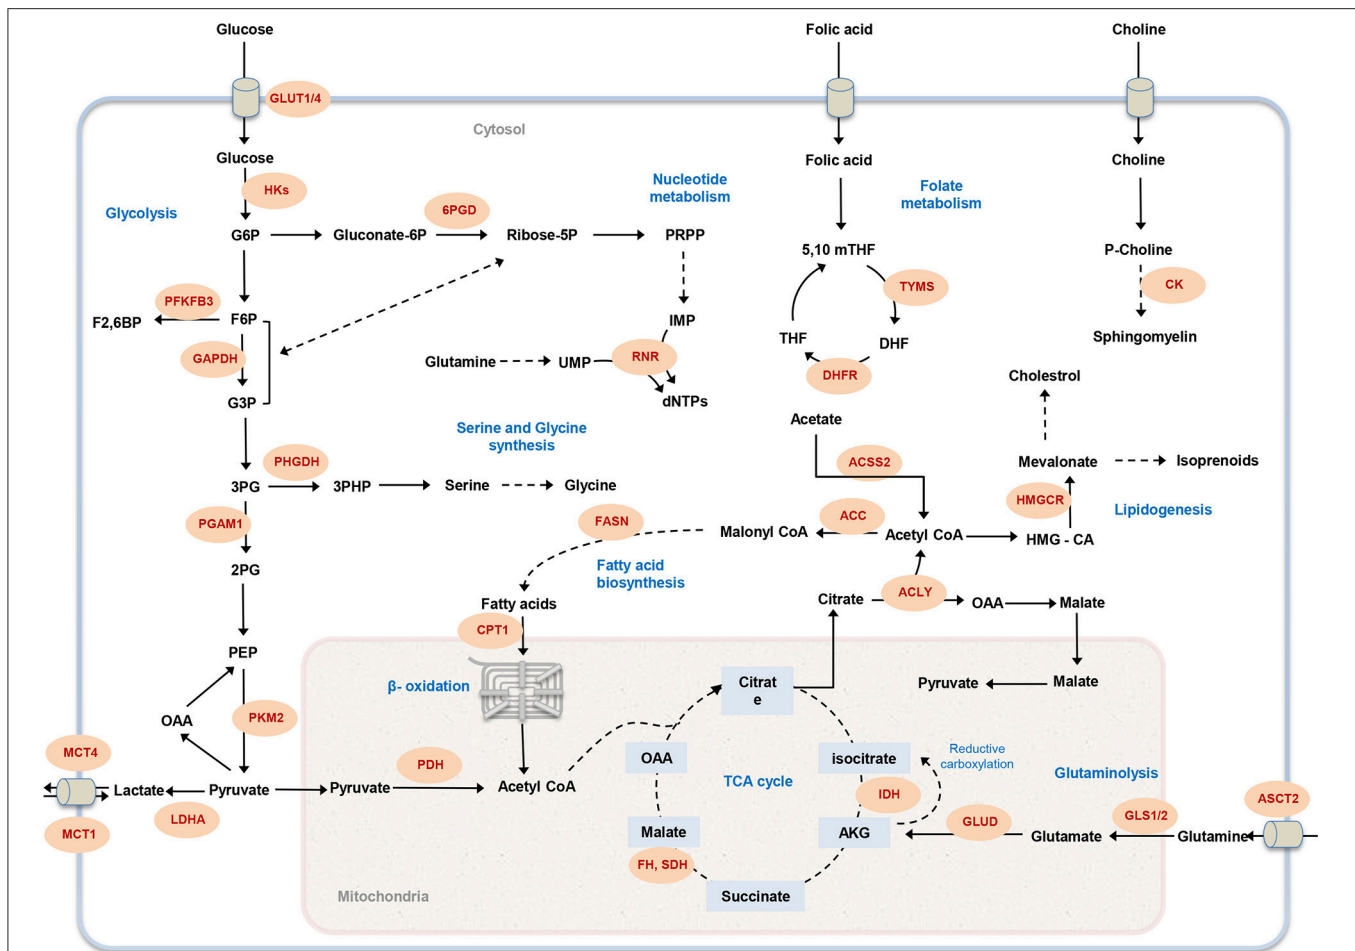 Glucose
Folic acid
Choline
GLUT1/4
Cytosol
Glucose
Folic acid
Choline
HKs
Nucleotide
metabolism
Folate
metabolism
Glycolysis
6PGD
G6P
Gluconate-6P
Ribose-5P
PRPP
5,10 mTHF
P-Choline
TYMS
CK
PFKFB3
F2,6BP
F6P
IMP
THF
DHF
Sphingomyelin
GAPDH
Glutamine
UMP
RNR
DHFR
Cholestrol
G3P
dNTPs
Acetate
Serine and Glycine
synthesis
PHGDH
ACSS2
Mevalonate
Isoprenoids
3PG
3PHP
Serine
Glycine
HMGCR
Lipidogenesis
PGAM1
FASN
ACC
Malonyl CoA
Acetyl CoA
HMG - CA
2PG
Fatty acid
biosynthesis
ACLY
Fatty acids
Citrate
OAA
Malate
CPT1
PEP
β- oxidation
Citrat
e
Pyruvate
Malate
OAA
PKM2
MCT4
OAA
TCA cycle
isocitrate
Reductive
carboxylation
Glutaminolysis
PDH
Lactate
Pyruvate
Pyruvate
Acetyl CoA
IDH
ASCT2
LDHA
MCT1
Malate
AKG
GLUD
Glutamate
GLS1/2
Glutamine
FH, SDH
Mitochondria
Succinate